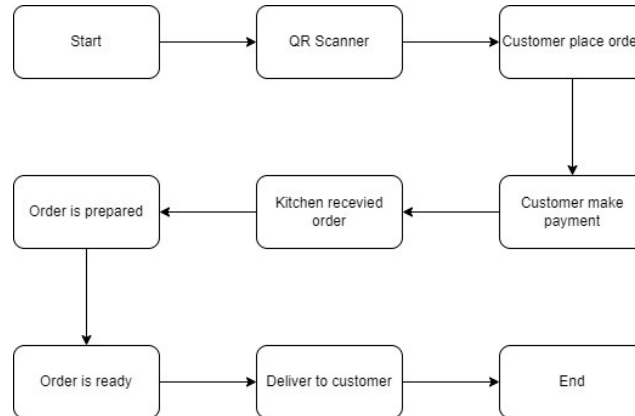 Start
QR Scanner
Customer place orde
Order is prepared
Kitchen recevied
order
Customer make
payment
Order is ready
Deliver to customer
End